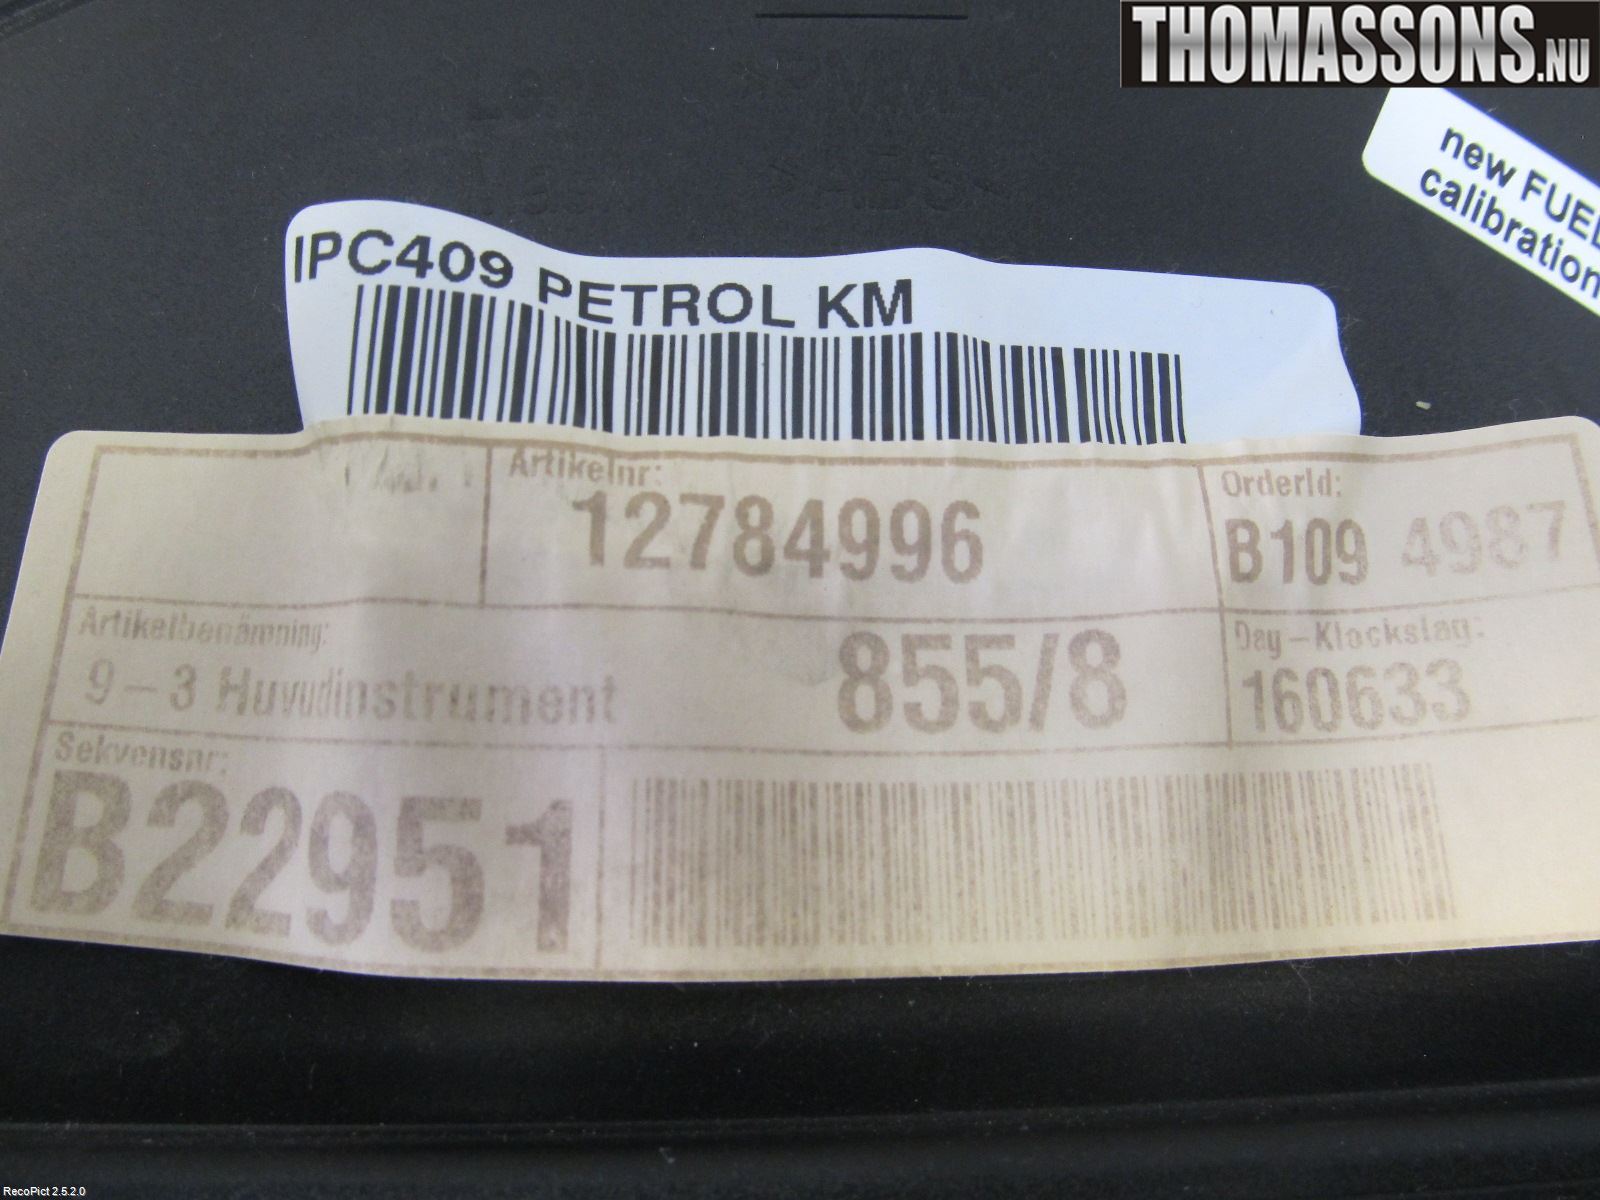 THOMASSONS.NU
new FUEL
calibration
IPC409 PETROL KM
Artikelnr:
12784996
OrderId:
B109 4987
Artikelbenämning:
9-3 Huvudinstrument
855/8
Day-Klockslag:
160633
Sekvensnr:
B22951
RecoPict 2.5.2.0